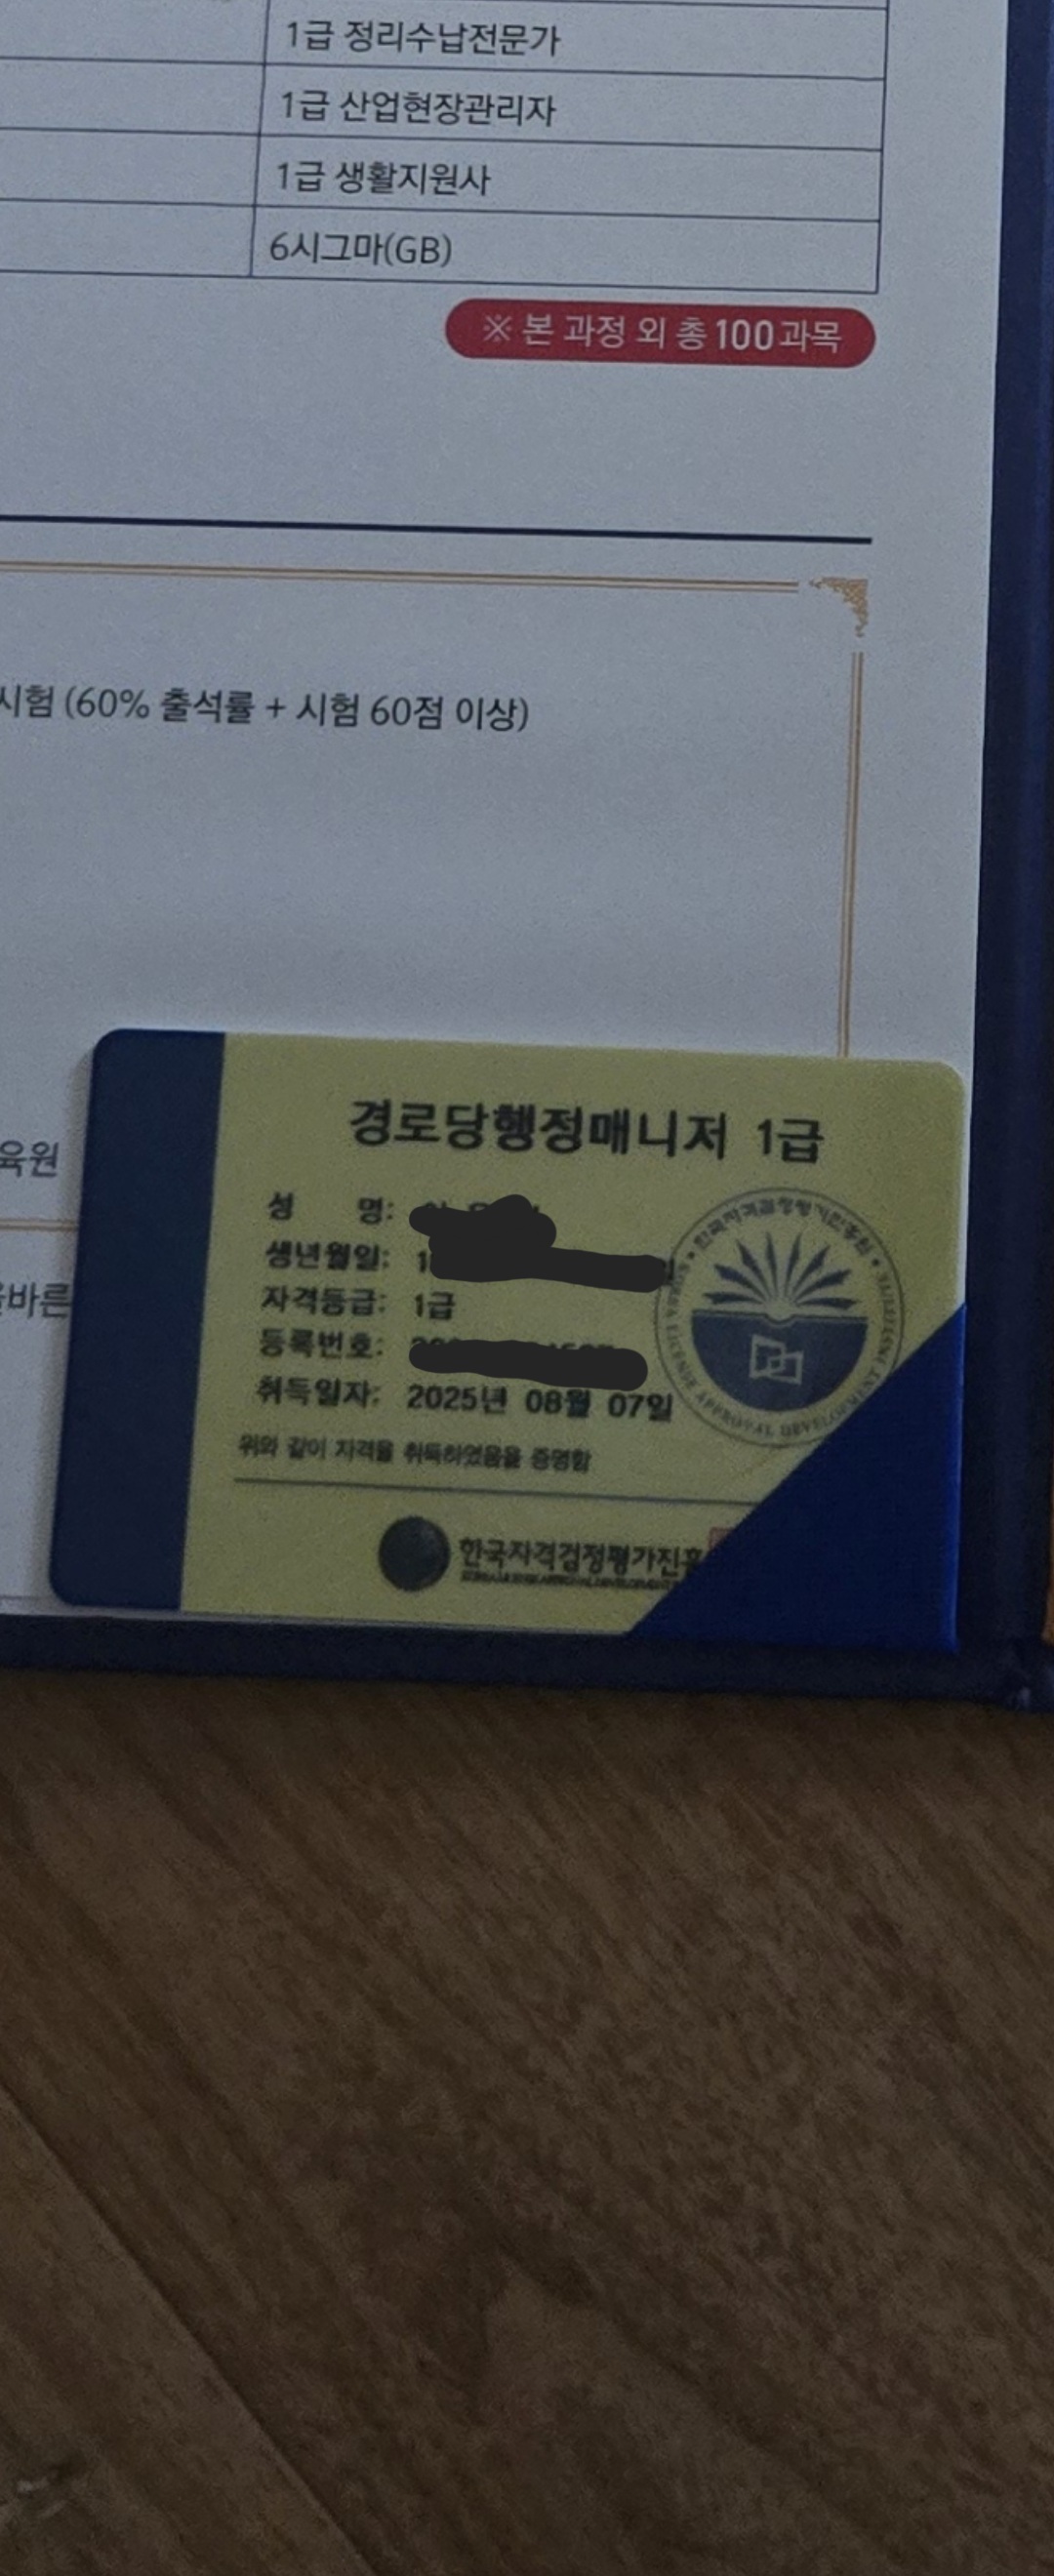 1급 정리수납전문가
1급 산업현장관리자
1급 생활지원사
6시그마(GB)
※ 본 과정 외 총 100과목
시험 (60% 출석률 + 시험 60점 이상)
육원
바른
경로당행정매니저 1급
성 명:
생년월일:
자격등급: 1급
등록번호:
취득일자: 2025년 08월 07일
위와 같이 자격을 취득하였음을 증명함
한국자격검정평가진흥